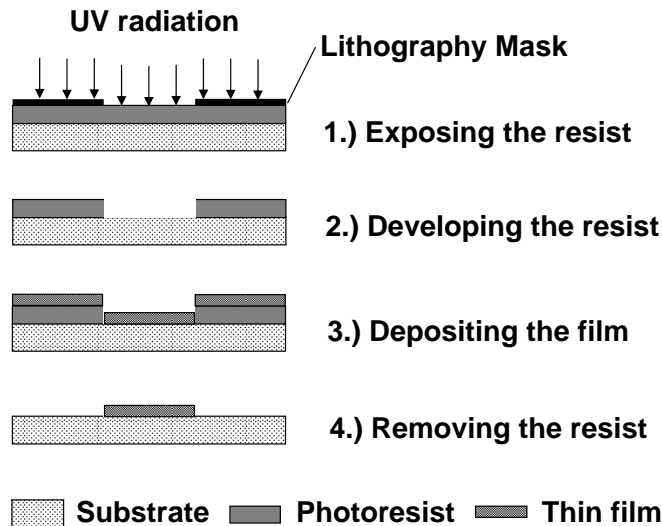 UV radiation
Lithography Mask
1.) Exposing the resist
2.) Developing the resist
3.) Depositing the film
4.) Removing the resist
Substrate Photoresist Thin film